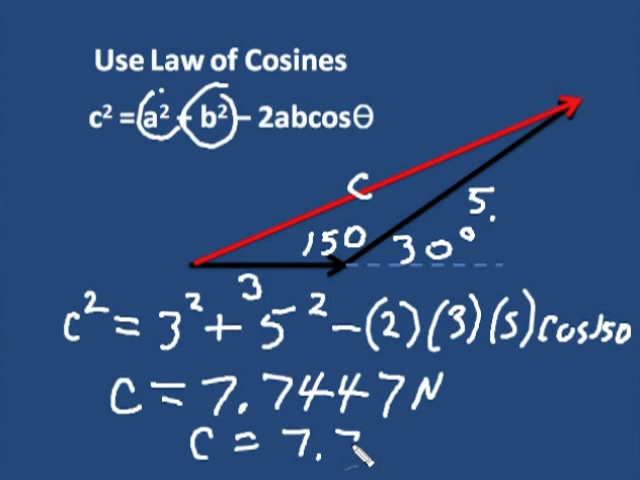 Use Law of Cosines
c² = a² + b² – 2abcosΘ
C
5.
150
30°
3
c² = 3² + 5² – (2)(3)(5)cos150
C = 7.7447N
C = 7.7